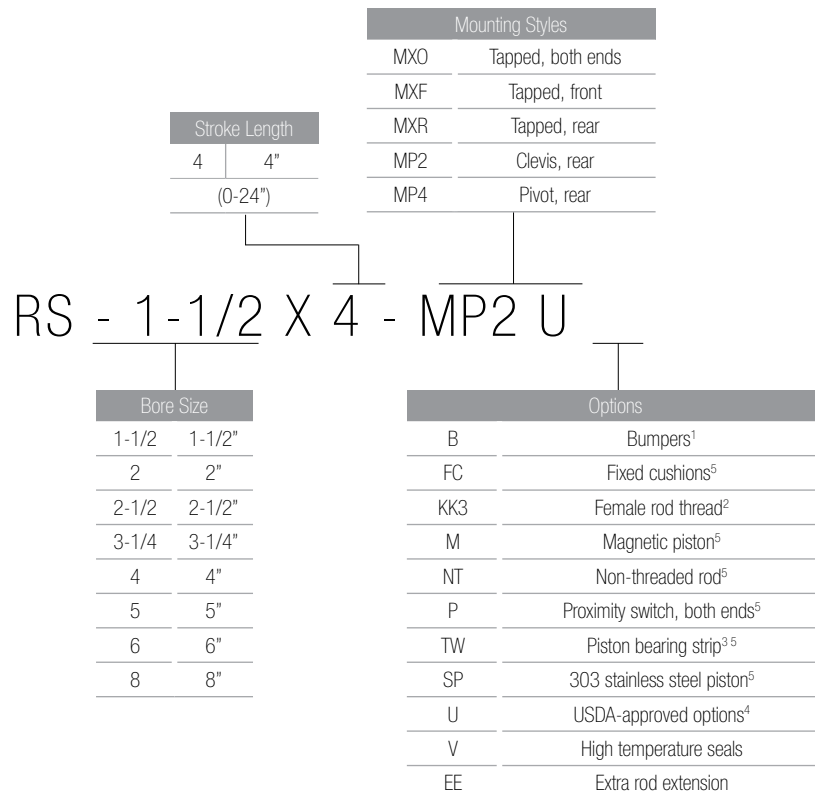 Mounting Styles
MXO Tapped, both ends
MXF Tapped, front
MXR Tapped, rear
MP2 Clevis, rear
MP4 Pivot, rear
Stroke Length
4 4”
(0-24”)
RS - 1-1/2 X 4 - MP2 U
Bore Size
1-1/2 1-1/2”
2 2”
2-1/2 2-1/2”
3-1/4 3-1/4”
4 4”
5 5”
6 6”
8 8”
Options
B Bumpers¹
FC Fixed cushions⁵
KK3 Female rod thread²
M Magnetic piston⁵
NT Non-threaded rod⁵
P Proximity switch, both ends⁵
TW Piston bearing strip³ ⁵
SP 303 stainless steel piston⁵
U USDA-approved options⁴
V High temperature seals
EE Extra rod extension